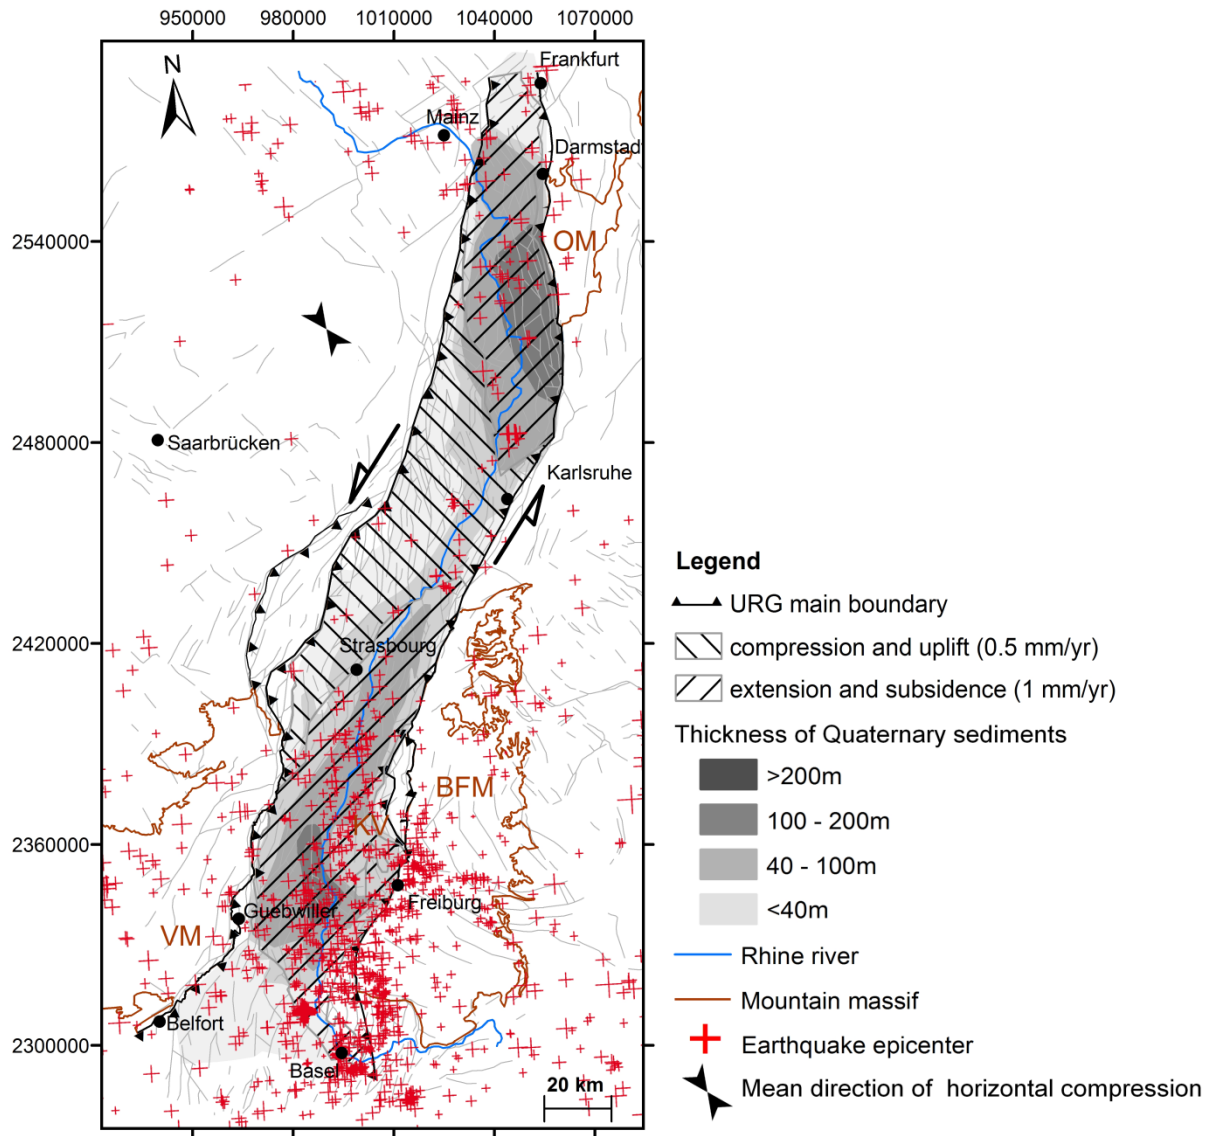 950000 980000 1010000 1040000 1070000
N
Frankfurt
Mainz
Darmstad
2540000
OM
2480000
Saarbrücken
Karlsruhe
2420000
Strasbourg
BFM
KV
2360000
Freiburg
Guebwiller
VM
Belfort
2300000
Basel
20 km
Legend
URG main boundary
compression and uplift (0.5 mm/yr)
extension and subsidence (1 mm/yr)
Thickness of Quaternary sediments
>200m
100 - 200m
40 - 100m
<40m
Rhine river
Mountain massif
Earthquake epicenter
Mean direction of horizontal compression